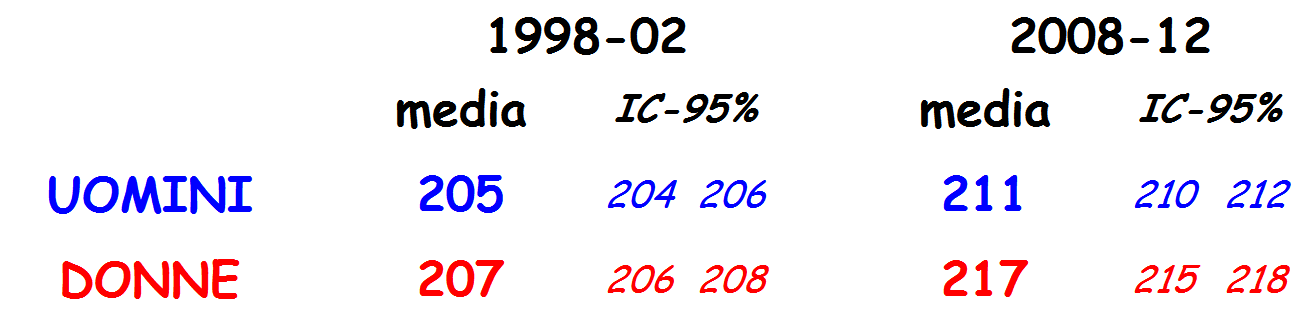 1998-02 2008-12
media IC-95% media IC-95%
UOMINI 205 204 206 211 210 212
DONNE 207 206 208 217 215 218